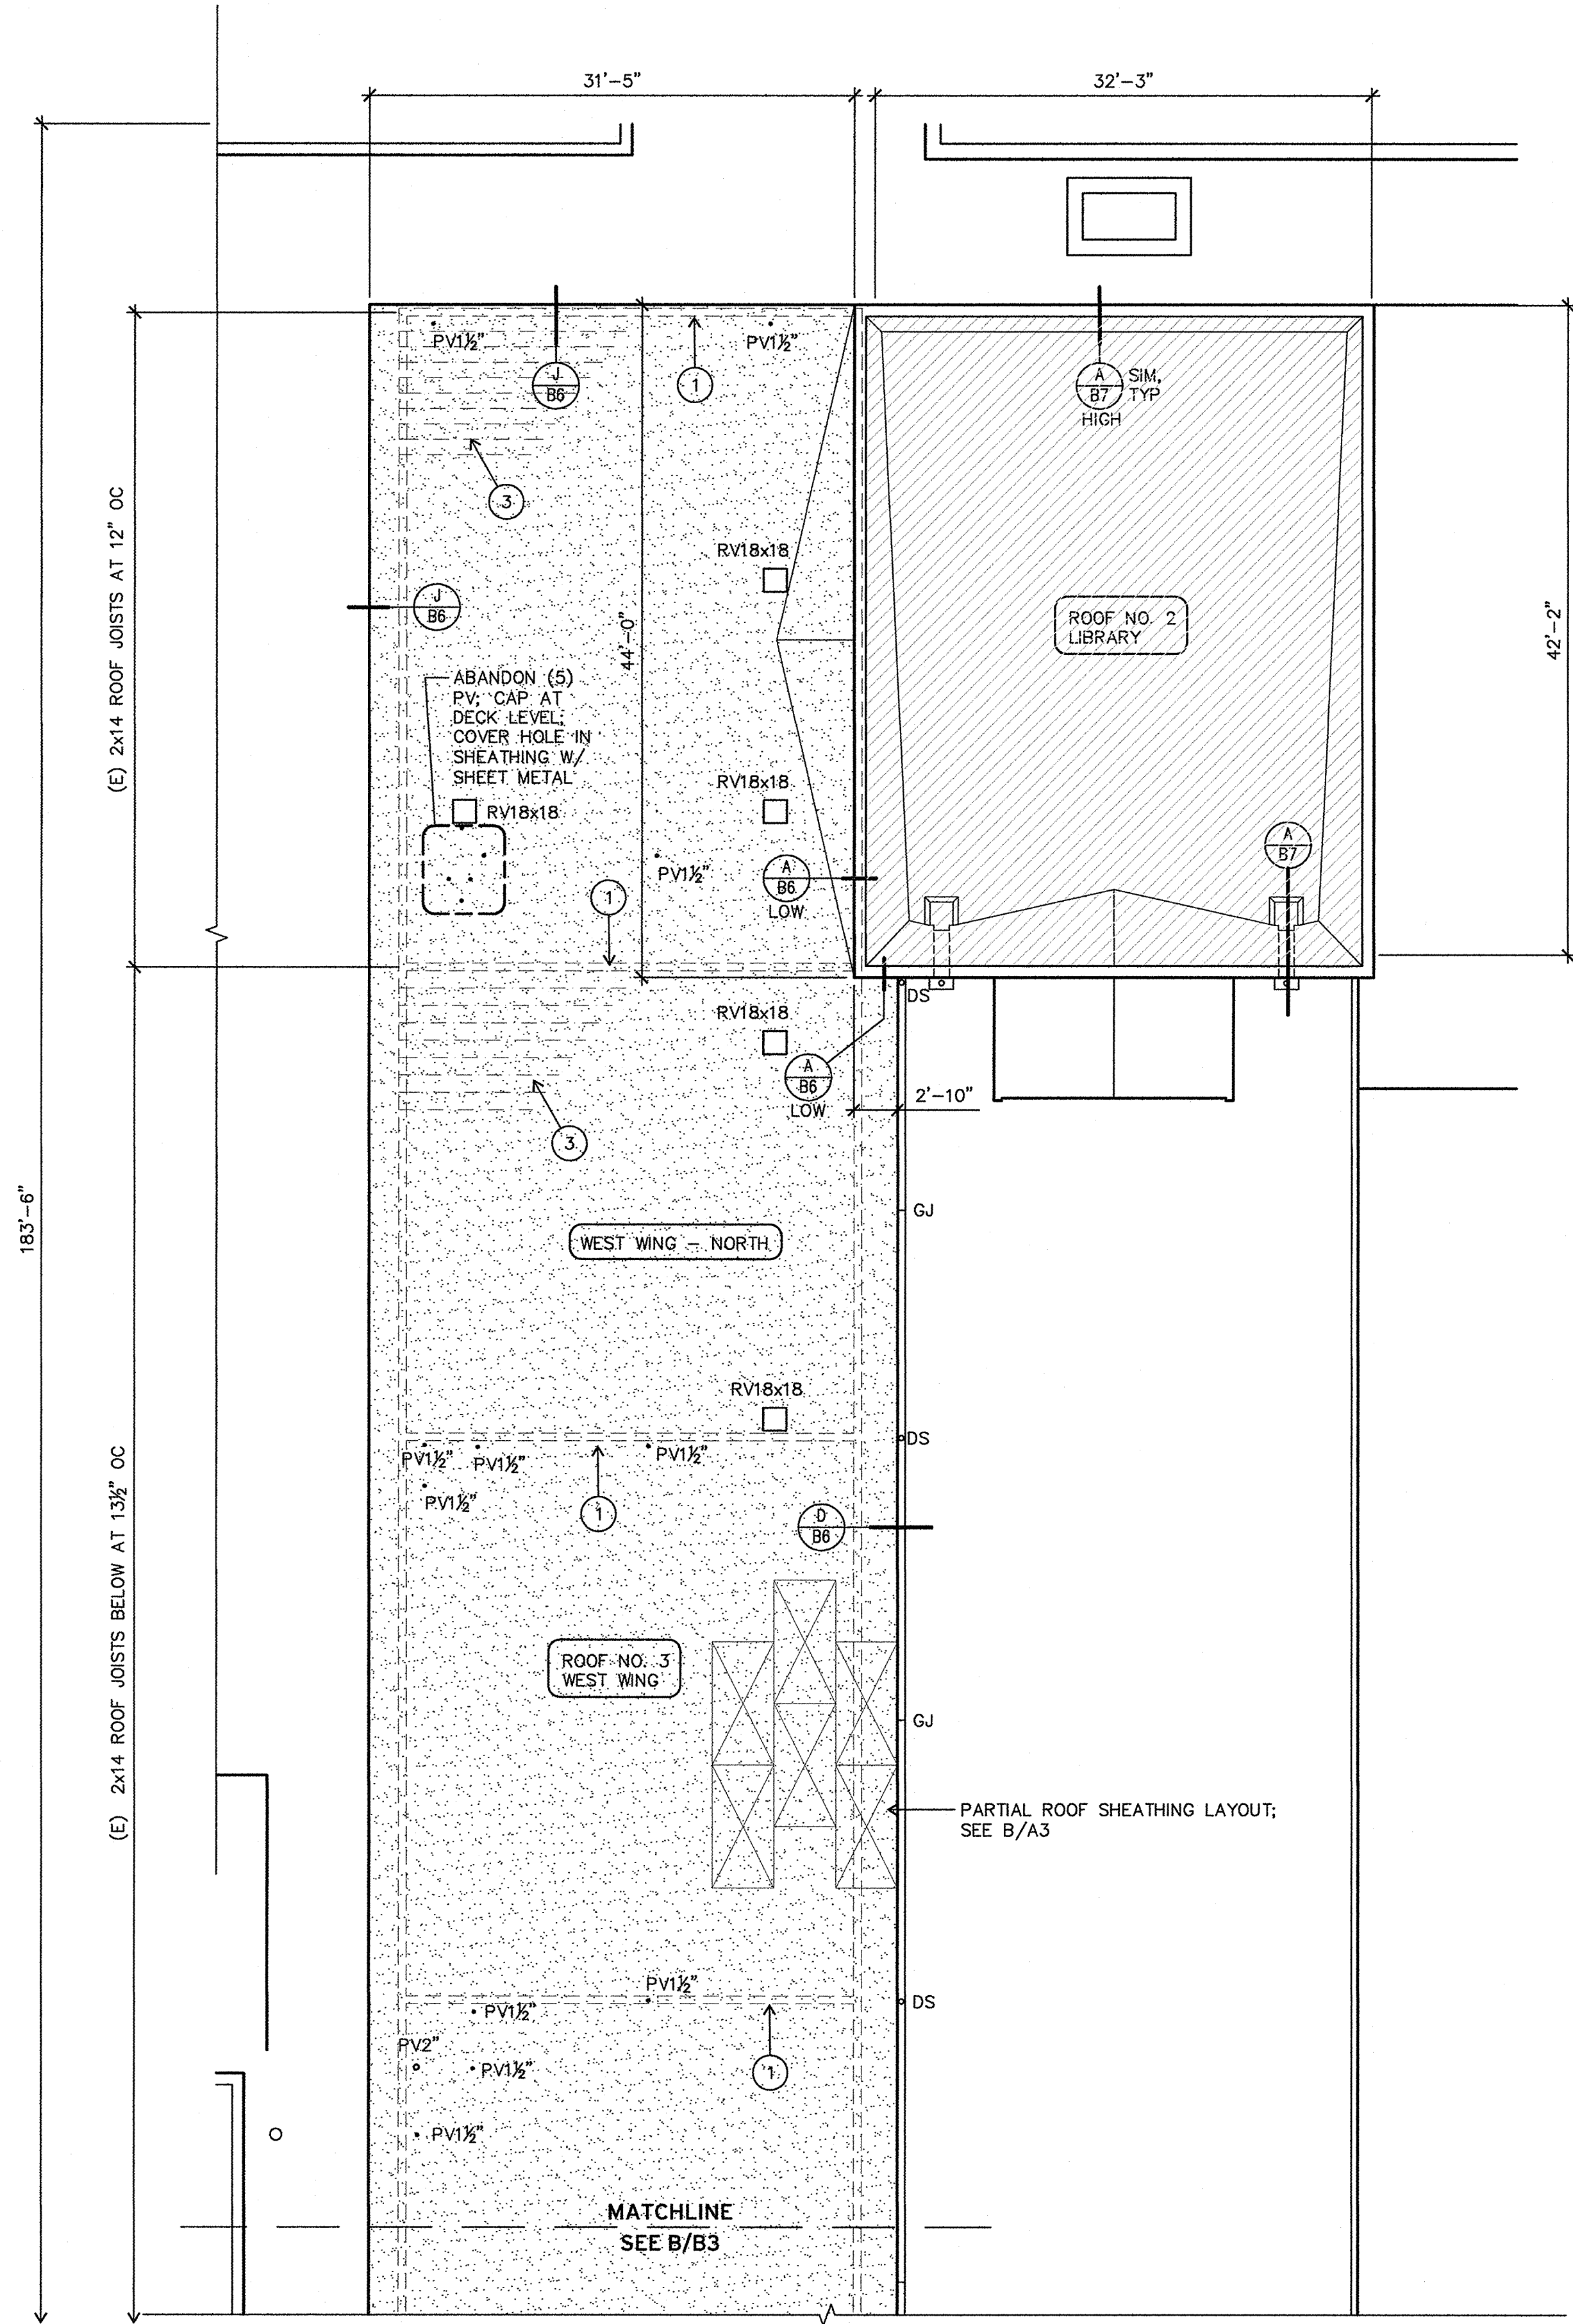 31'-5"
32'-3"
PV1½"
PV1½"
J
B6
1
A
B7
SIM,
TYP
HIGH
3
(E) 2x14 ROOF JOISTS AT 12" OC
RV18x18
J
B6
44'-0"
ROOF NO. 2
LIBRARY
42'-2"
ABANDON (5)
PV; CAP AT
DECK LEVEL;
COVER HOLE IN
SHEATHING W/
SHEET METAL
RV18x18
RV18x18
PV1½"
A
B6
LOW
A
B7
1
DS
RV18x18
A
B6
LOW
2'-10"
3
183'-6"
GJ
WEST WING - NORTH
RV18x18
DS
PV1½"
PV1½"
PV1½"
PV1½"
1
D
B6
(E) 2x14 ROOF JOISTS BELOW AT 13½" OC
ROOF NO. 3
WEST WING
GJ
PARTIAL ROOF SHEATHING LAYOUT;
SEE B/A3
PV1½"
PV1½"
DS
PV2"
PV1½"
1
PV1½"
MATCHLINE
SEE B/B3